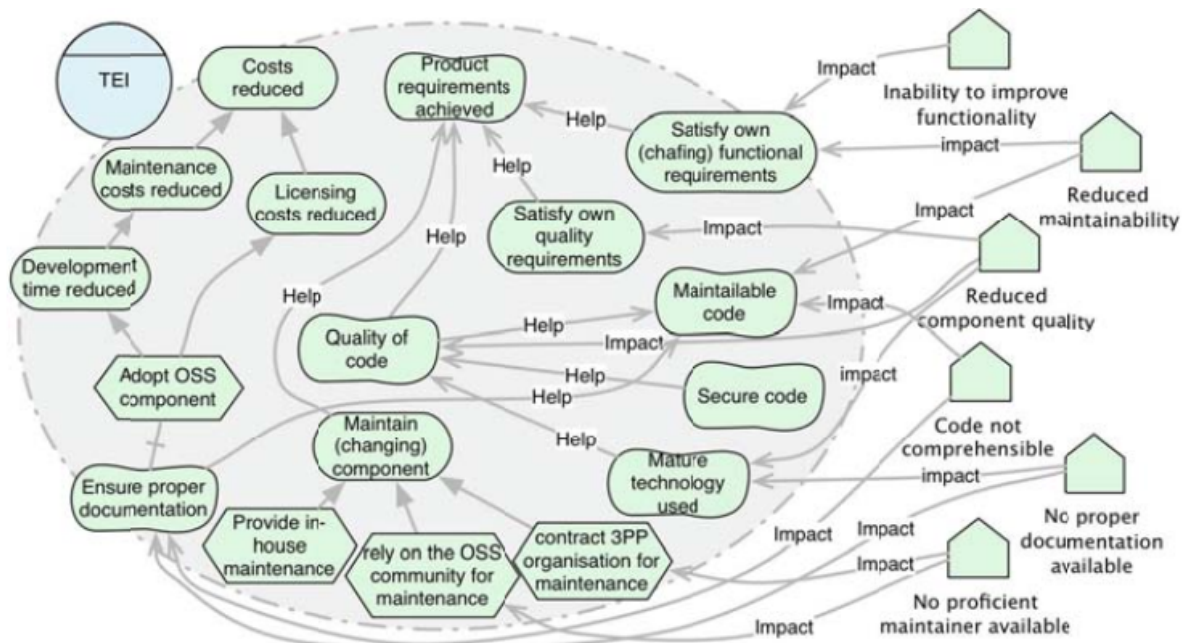 TEI
Costs
reduced
Product
requirements
achieved
Impact
Inability to improve
functionality
Help
Satisfy own
(chafing) functional
requirements
impact
Maintenance
costs reduced
Licensing
costs reduced
Help
Reduced
maintainability
Impact
Satisfy own
quality
requirements
Impact
Help
Development
time reduced
Maintailable
code
Reduced
component quality
Help
Quality of
code
Help
Impact
Impact
Adopt OSS
component
Help
impact
Secure code
Help
Code not
comprehensible
Maintain
(changing)
component
Help
Mature
technology
used
impact
Ensure proper
documentation
No proper
documentation
available
Provide in-
house
maintenance
rely on the OSS
community for
maintenance
contract 3PP
organisation for
maintenance
Impact
Impact
Impact
No proficient
maintainer available
Impact